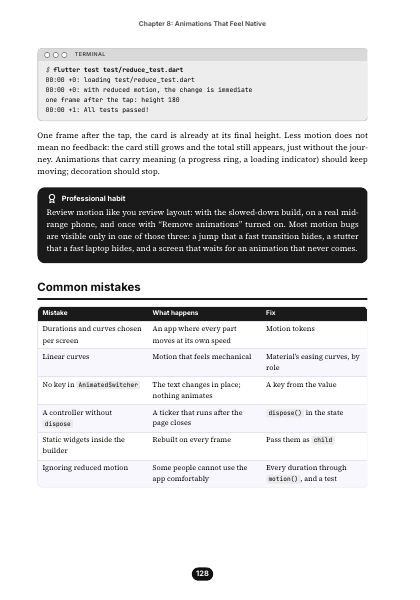 Chapter 8: Animations That Feel Native
TERMINAL
$ flutter test test/reduce_test.dart
00:00 +0: loading test/reduce_test.dart
00:00 +0: with reduced motion, the change is immediate
one frame after the tap: height 180
00:00 +1: All tests passed!
One frame after the tap, the card is already at its final height. Less motion does not
mean no feedback: the card still grows and the total still appears, just without the jour-
ney. Animations that carry meaning (a progress ring, a loading indicator) should keep
moving; decoration should stop.
Professional habit
Review motion like you review layout: with the slowed-down build, on a real mid-
range phone, and once with “Remove animations” turned on. Most motion bugs
are visible only in one of those three: a jump that a fast transition hides, a stutter
that a fast laptop hides, and a screen that waits for an animation that never comes.
Common mistakes
Mistake What happens Fix
Durations and curves chosen An app where every part Motion tokens
per screen moves at its own speed
Linear curves Motion that feels mechanical Material's easing curves, by
role
No key in AnimatedSwitcher The text changes in place; A key from the value
nothing animates
A controller without A ticker that runs after the dispose() in the state
dispose page closes
Static widgets inside the Rebuilt on every frame Pass them as child
builder
Ignoring reduced motion Some people cannot use the Every duration through
app comfortably motion(), and a test
128